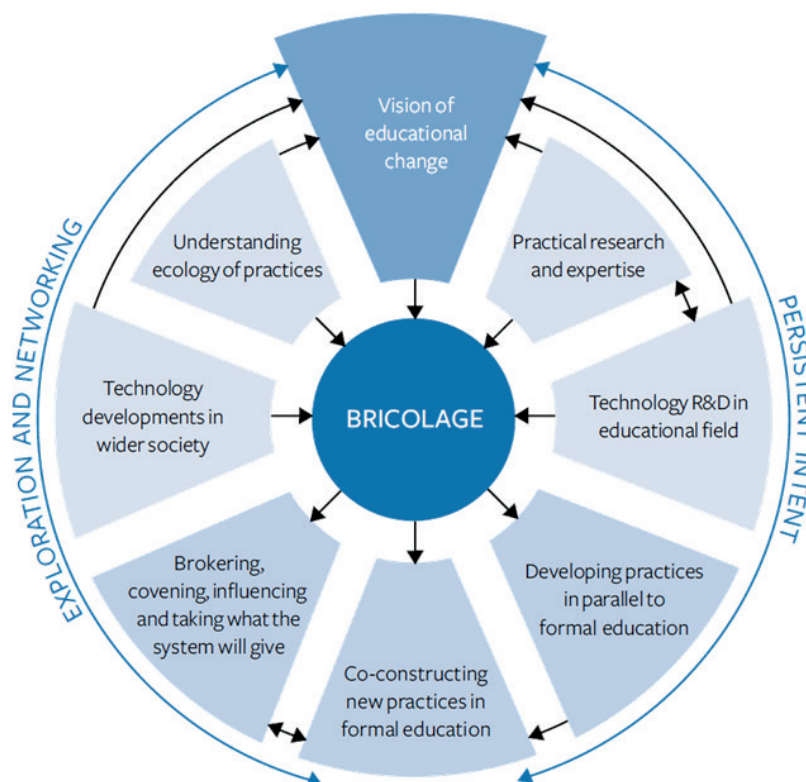 Vision of
educational
change
Understanding
ecology of practices
Practical research
and expertise
EXPLORATION AND NETWORKING
PERSISTENT INTENT
Technology
developments in
wider society
BRICOLAGE
Technology R&D in
educational field
Brokering,
covening, influencing
and taking what the
system will give
Developing practices
in parallel to
formal education
Co-constructing
new practices in
formal education